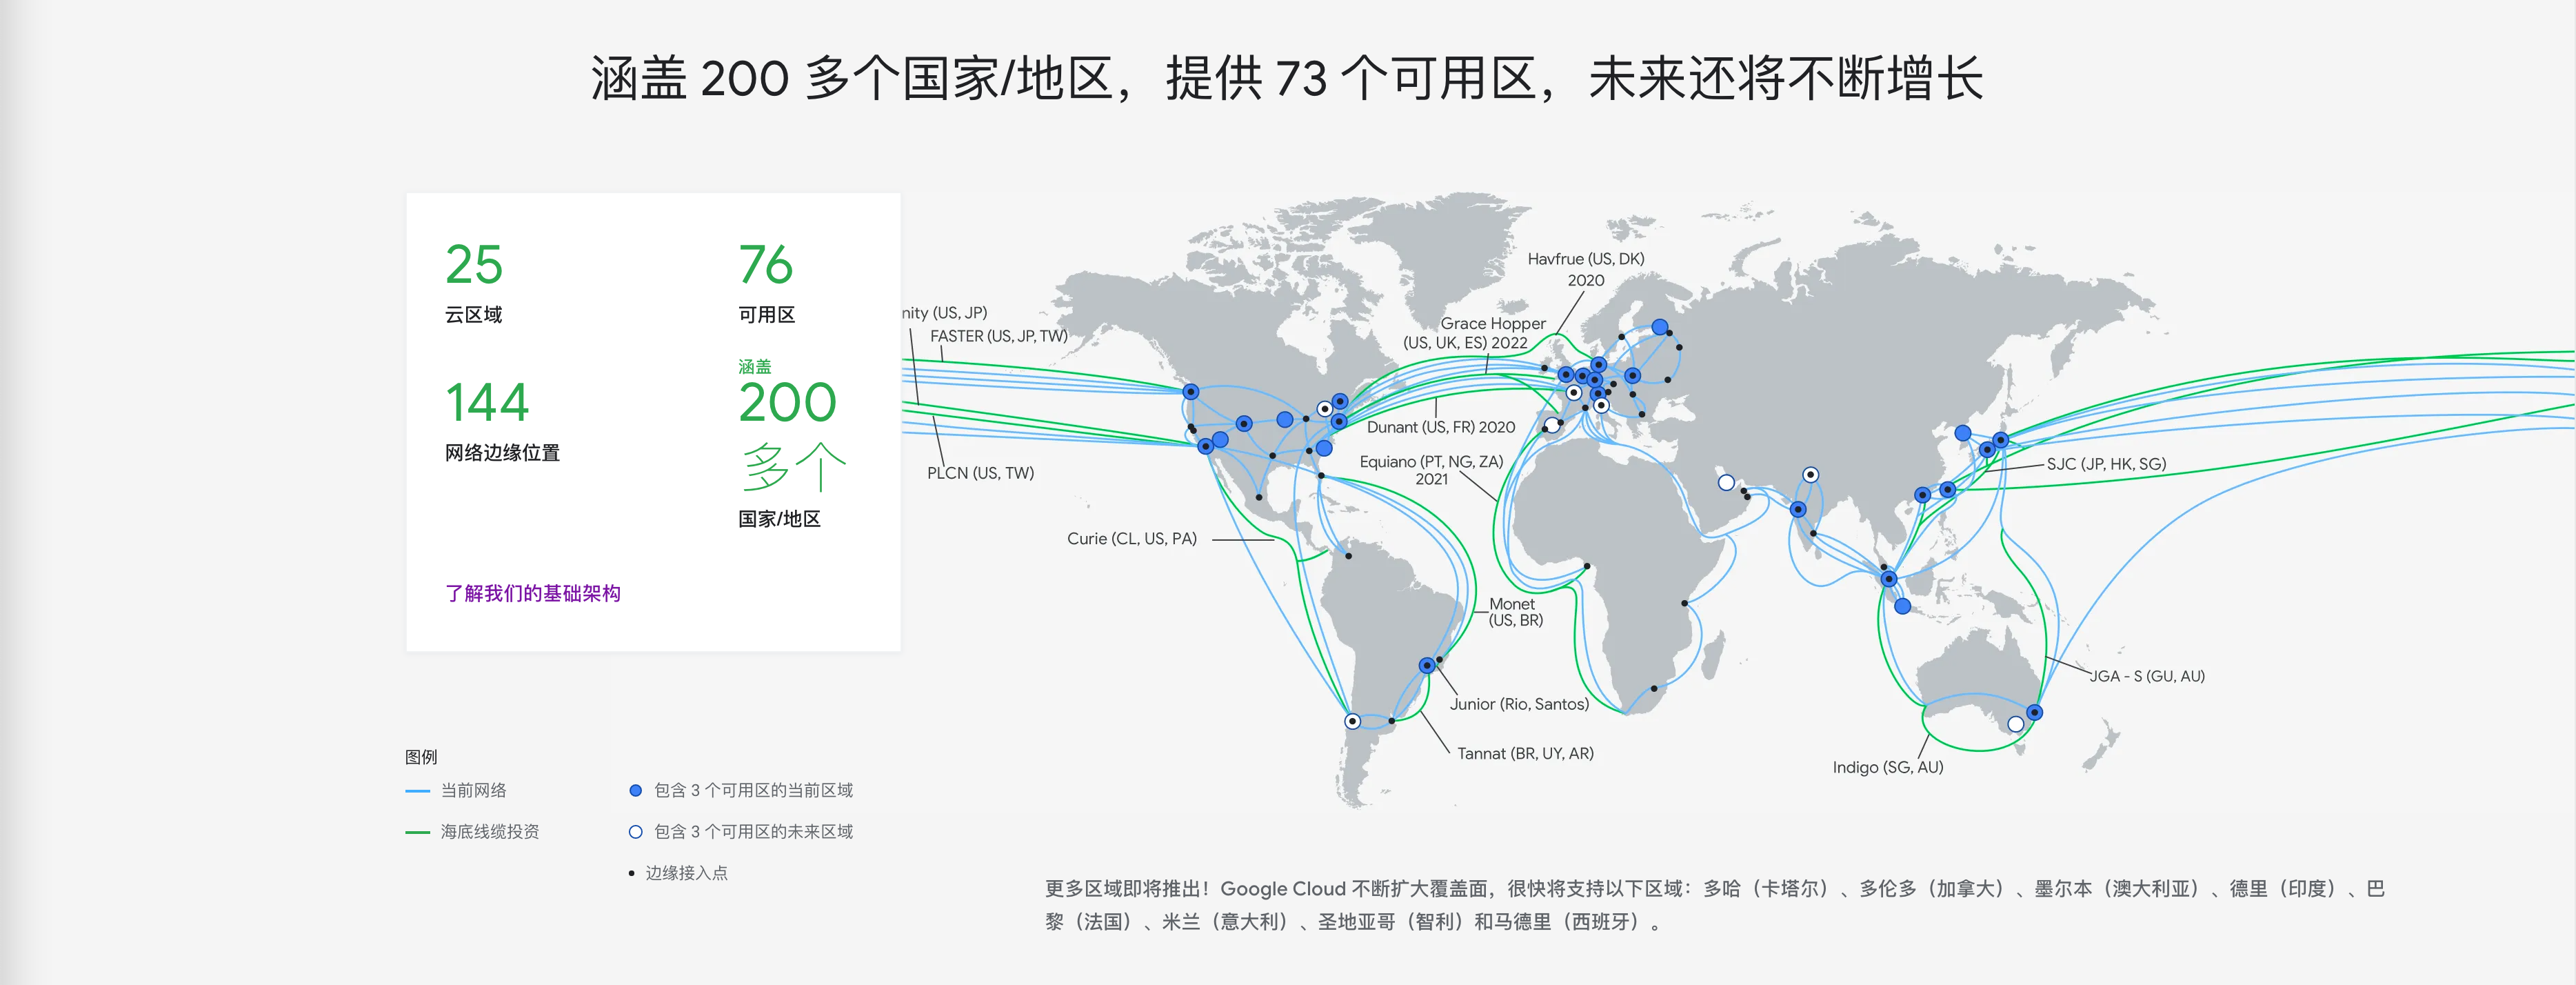 涵盖 200 多个国家/地区，提供 73 个可用区，未来还将不断增长
25
云区域
76
可用区
144
网络边缘位置
涵盖
200
多个
国家/地区
了解我们的基础架构
nity (US, JP)
FASTER (US, JP, TW)
PLCN (US, TW)
Havfrue (US, DK)
2020
Grace Hopper
(US, UK, ES) 2022
Dunant (US, FR) 2020
Equiano (PT, NG, ZA)
2021
Curie (CL, US, PA)
Monet
(US, BR)
Junior (Rio, Santos)
Tannat (BR, UY, AR)
SJC (JP, HK, SG)
JGA - S (GU, AU)
Indigo (SG, AU)
图例
当前网络
海底线缆投资
包含 3 个可用区的当前区域
包含 3 个可用区的未来区域
边缘接入点
更多区域即将推出！Google Cloud 不断扩大覆盖面，很快将支持以下区域：多哈（卡塔尔）、多伦多（加拿大）、墨尔本（澳大利亚）、德里（印度）、巴
黎（法国）、米兰（意大利）、圣地亚哥（智利）和马德里（西班牙）。